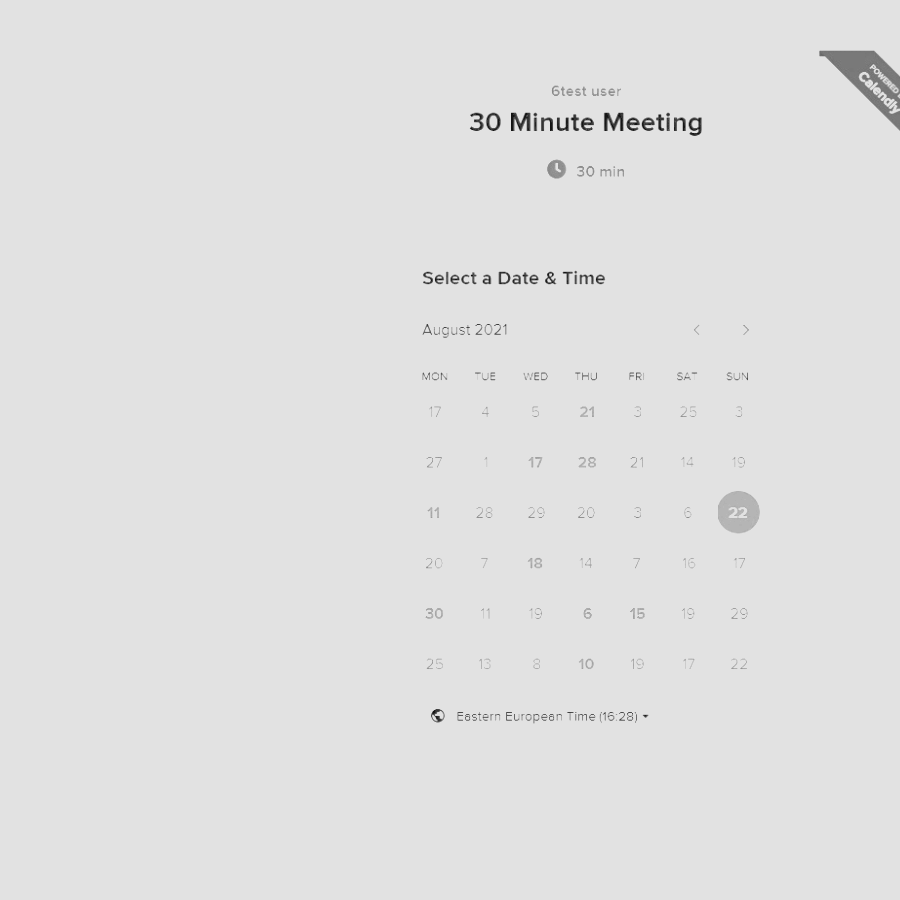 POWERED
Calendly
6test user
30 Minute Meeting
30 min
Select a Date & Time
August 2021
MON TUE WED THU FRI SAT SUN
17 4 5 21 3 25 3
27 1 17 28 21 14 19
11 28 29 20 3 6 22
20 7 18 14 7 16 17
30 11 19 6 15 19 29
25 13 8 10 19 17 22
Eastern European Time (16:28)